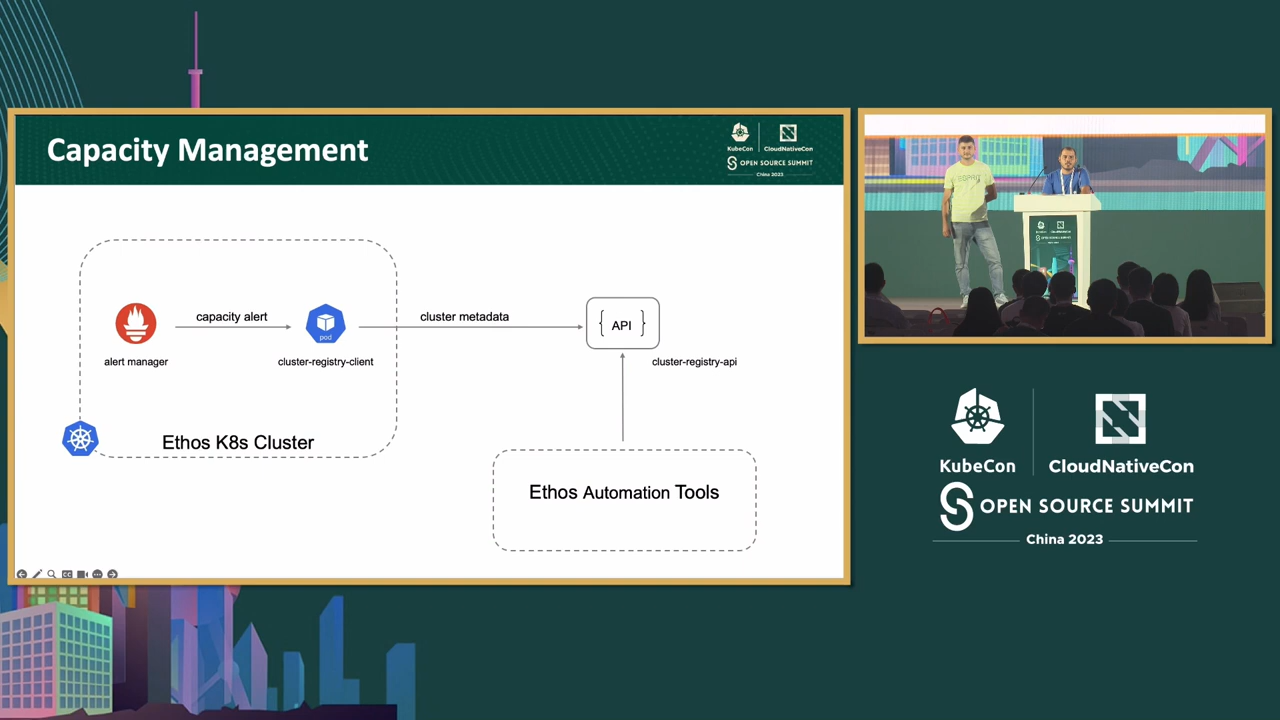 Capacity Management
KubeCon
CloudNativeCon
OPEN SOURCE SUMMIT
China 2023
capacity alert
cluster metadata
{ API }
pod
alert manager
cluster-registry-client
cluster-registry-api
Ethos K8s Cluster
Ethos Automation Tools
KubeCon
CloudNativeCon
OPEN SOURCE SUMMIT
China 2023